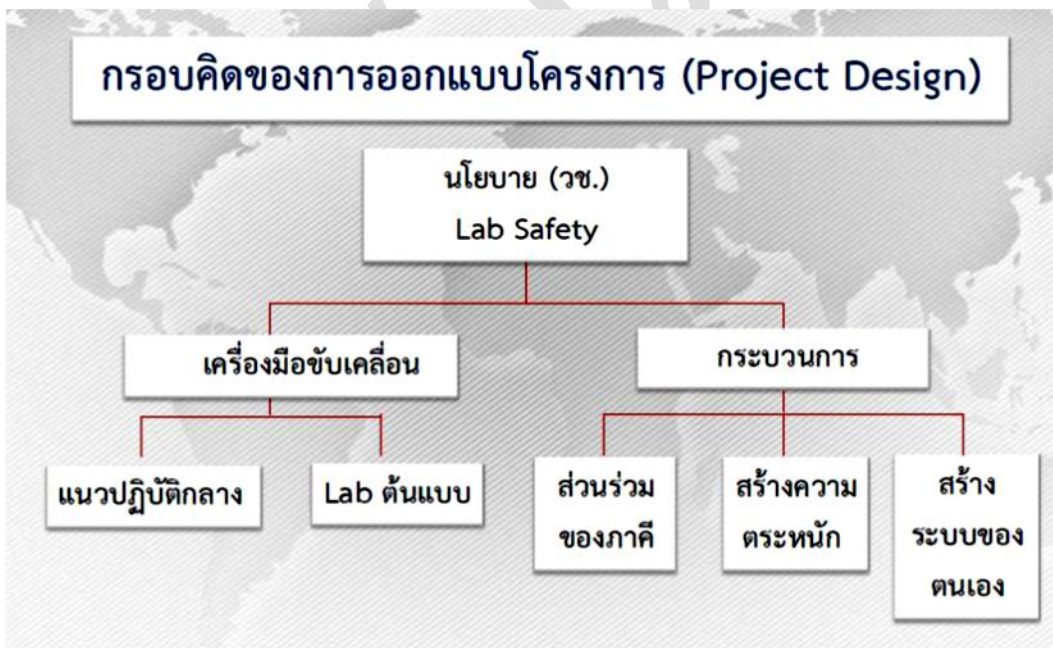 กรอบคิดของการออกแบบโครงการ (Project Design)
นโยบาย (วช.)
Lab Safety
เครื่องมือขับเคลื่อน
กระบวนการ
แนวปฏิบัติกลาง
Lab ต้นแบบ
ส่วนร่วม
ของภาคี
สร้างความ
ตระหนัก
สร้าง
ระบบของ
ตนเอง